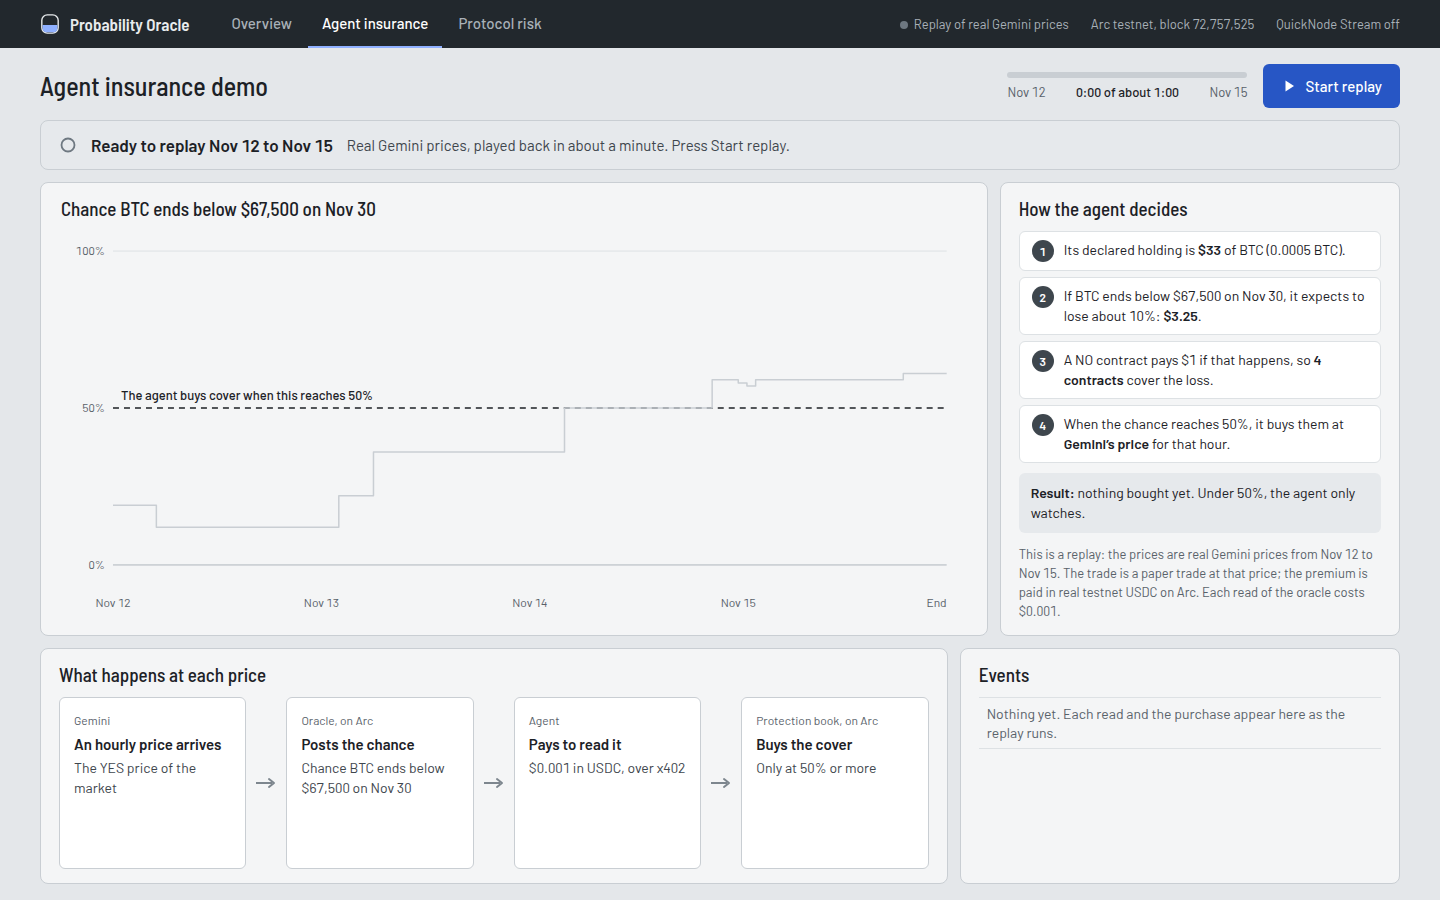 Probability Oracle
Overview
Agent insurance
Protocol risk
Replay of real Gemini prices
Arc testnet, block 72,757,525
QuickNode Stream off
Agent insurance demo
Nov 12
0:00 of about 1:00
Nov 15
Start replay
Ready to replay Nov 12 to Nov 15
Real Gemini prices, played back in about a minute. Press Start replay.
Chance BTC ends below $67,500 on Nov 30
100%
The agent buys cover when this reaches 50%
50%
0%
Nov 12
Nov 13
Nov 14
Nov 15
End
How the agent decides
1
Its declared holding is $33 of BTC (0.0005 BTC).
2
If BTC ends below $67,500 on Nov 30, it expects to
lose about 10%: $3.25.
3
A NO contract pays $1 if that happens, so 4
contracts cover the loss.
4
When the chance reaches 50%, it buys them at
Gemini's price for that hour.
Result: nothing bought yet. Under 50%, the agent only
watches.
This is a replay: the prices are real Gemini prices from Nov 12 to
Nov 15. The trade is a paper trade at that price; the premium is
paid in real testnet USDC on Arc. Each read of the oracle costs
$0.001.
What happens at each price
Gemini
An hourly price arrives
The YES price of the
market
Oracle, on Arc
Posts the chance
Chance BTC ends below
$67,500 on Nov 30
Agent
Pays to read it
$0.001 in USDC, over x402
Protection book, on Arc
Buys the cover
Only at 50% or more
Events
Nothing yet. Each read and the purchase appear here as the
replay runs.